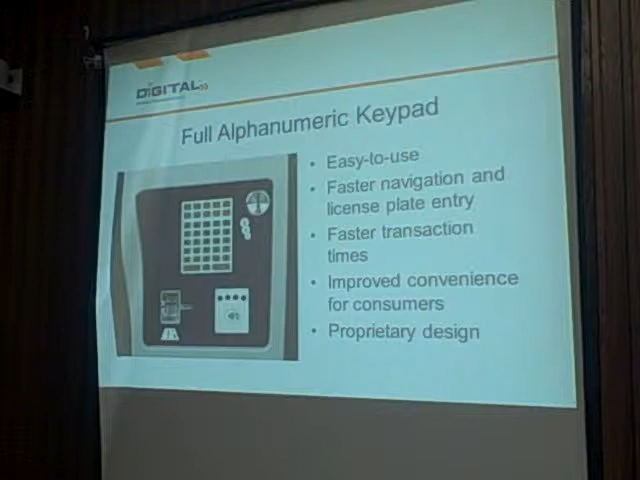 DIGITAL
Full Alphanumeric Keypad
• Easy-to-use
• Faster navigation and
license plate entry
• Faster transaction
times
• Improved convenience
for consumers
• Proprietary design